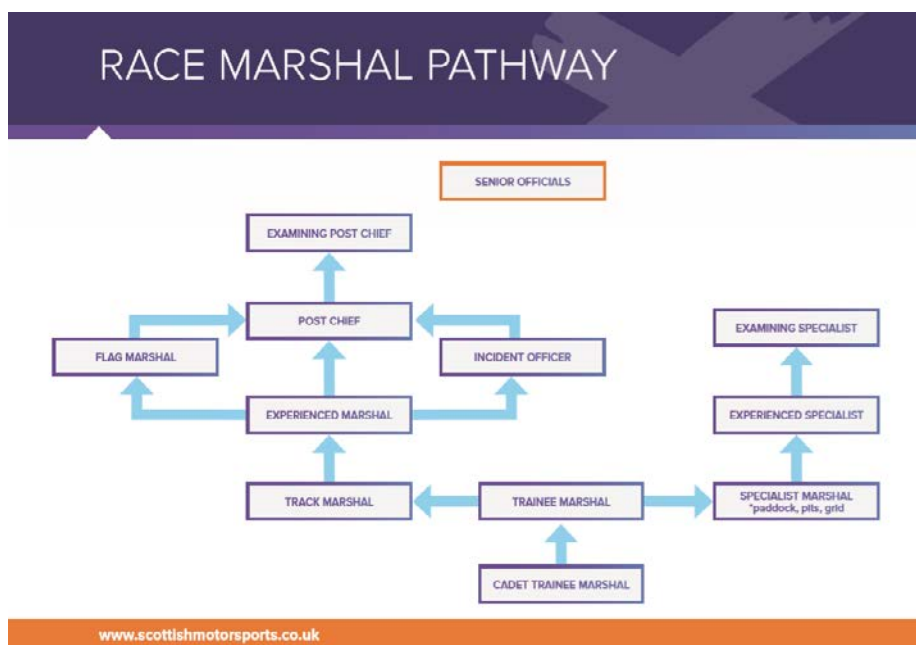 RACE MARSHAL PATHWAY
SENIOR OFFICIALS
EXAMINING POST CHIEF
POST CHIEF
EXAMINING SPECIALIST
FLAG MARSHAL
INCIDENT OFFICER
EXPERIENCED MARSHAL
EXPERIENCED SPECIALIST
TRACK MARSHAL
TRAINEE MARSHAL
SPECIALIST MARSHAL
*paddock, pits, grid
CADET TRAINEE MARSHAL
www.scottishmotorsports.co.uk